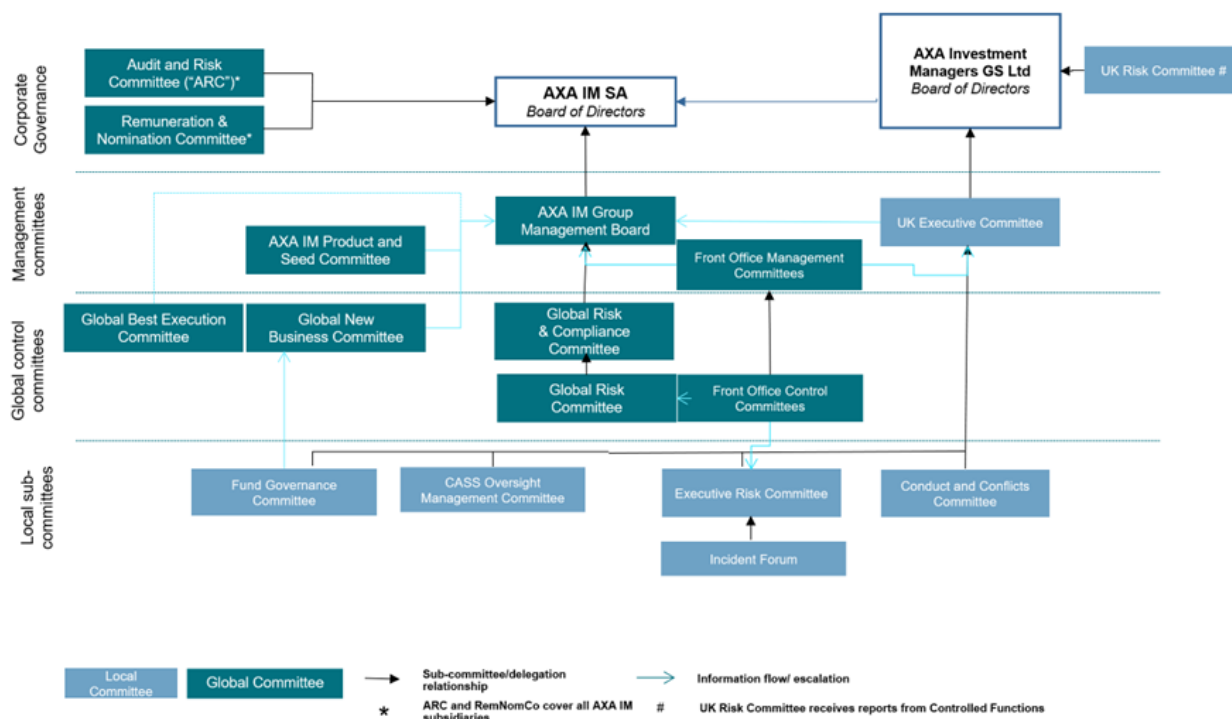 Corporate
Governance
Audit and Risk
Committee (“ARC”)*
Remuneration &
Nomination Committee*
AXA IM SA
Board of Directors
AXA Investment
Managers GS Ltd
Board of Directors
UK Risk Committee #
Management
committees
AXA IM Group
Management Board
UK Executive Committee
AXA IM Product and
Seed Committee
Front Office Management
Committees
Global control
committees
Global Best Execution
Committee
Global New
Business Committee
Global Risk
& Compliance
Committee
Global Risk
Committee
Front Office Control
Committees
Local sub-
committees
Fund Governance
Committee
CASS Oversight
Management Committee
Executive Risk Committee
Conduct and Conflicts
Committee
Incident Forum
Local
Committee
Global Committee
Sub-committee/delegation
relationship
Information flow/ escalation
* ARC and RemNomCo cover all AXA IM
subsidiaries
# UK Risk Committee receives reports from Controlled Functions